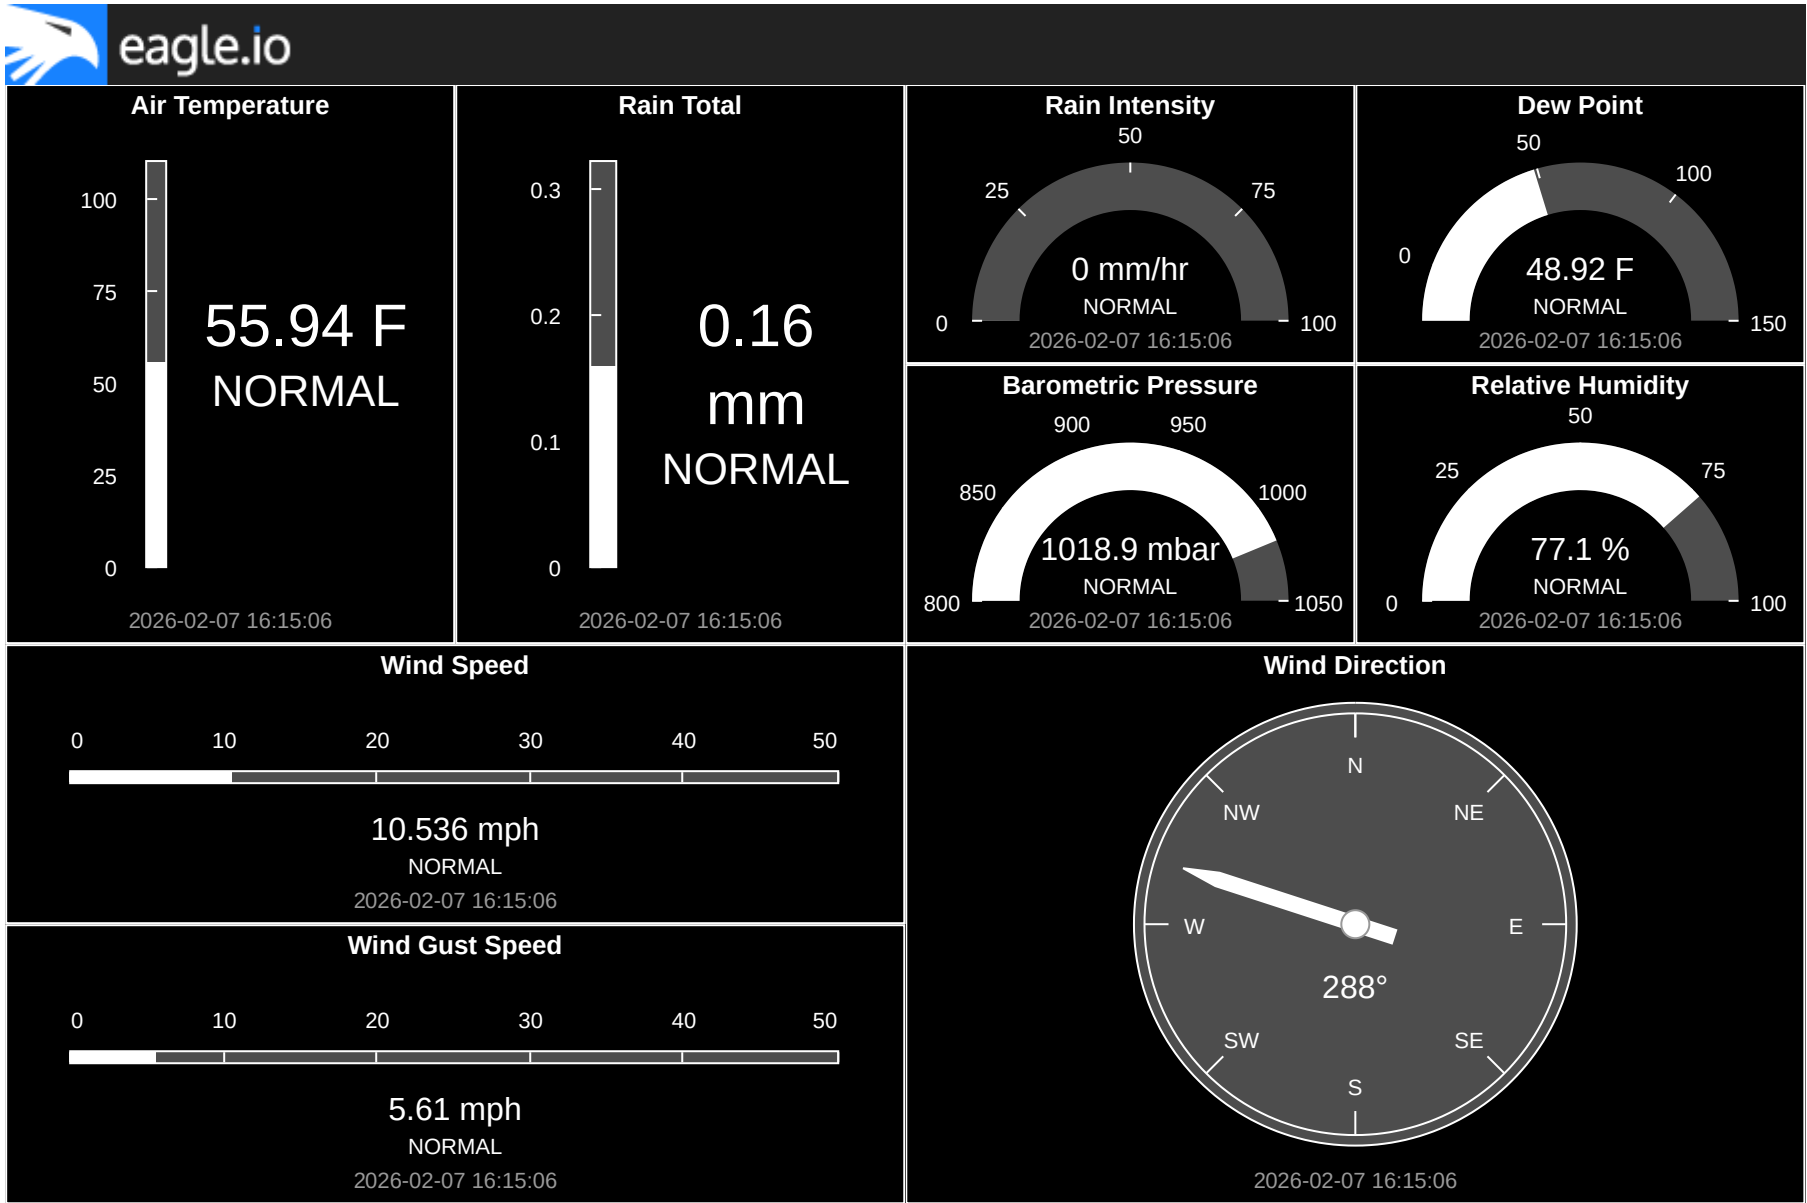 eagle.io
Air Temperature
100
75
50
25
0
55.94 F
NORMAL
2026-02-07 16:15:06
Rain Total
0.3
0.2
0.1
0
0.16
mm
NORMAL
2026-02-07 16:15:06
Rain Intensity
0
25
50
75
100
0 mm/hr
NORMAL
2026-02-07 16:15:06
Dew Point
0
50
100
150
48.92 F
NORMAL
2026-02-07 16:15:06
Barometric Pressure
800
850
900
950
1000
1050
1018.9 mbar
NORMAL
2026-02-07 16:15:06
Relative Humidity
0
25
50
75
100
77.1 %
NORMAL
2026-02-07 16:15:06
Wind Speed
0 10 20 30 40 50
10.536 mph
NORMAL
2026-02-07 16:15:06
Wind Gust Speed
0 10 20 30 40 50
5.61 mph
NORMAL
2026-02-07 16:15:06
Wind Direction
N
NW NE
W E
288°
SW SE
S
2026-02-07 16:15:06